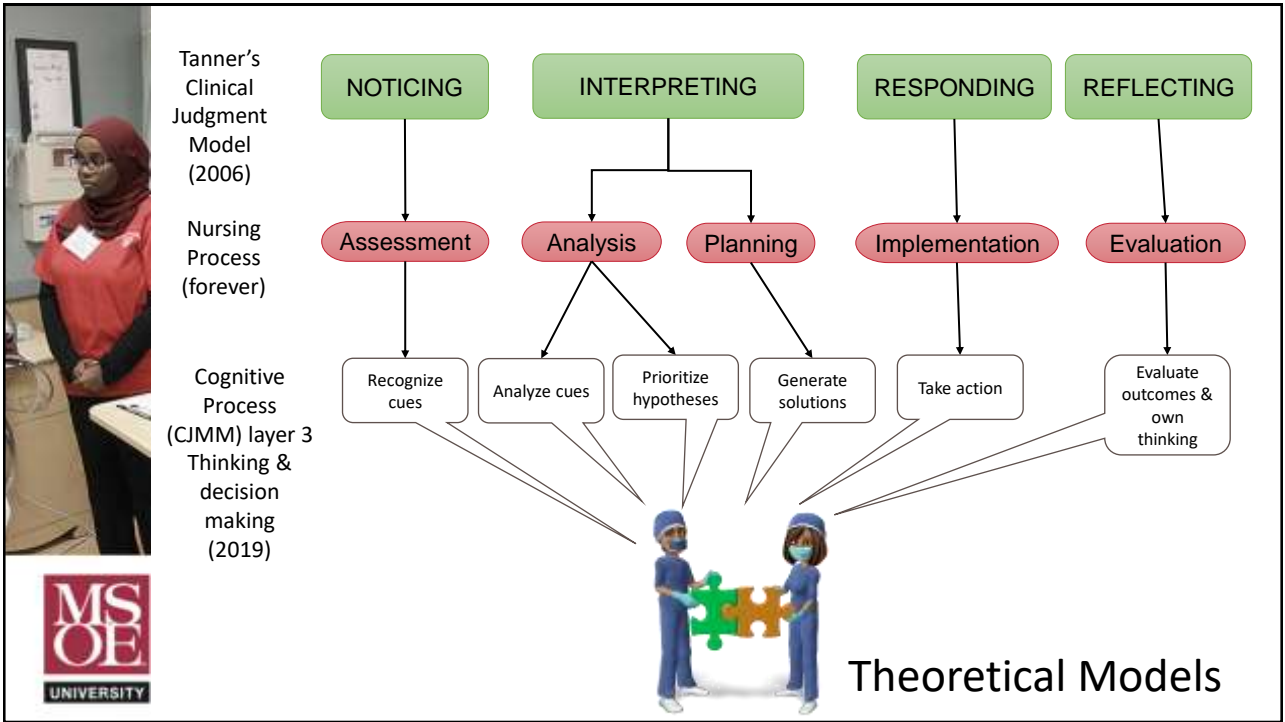 Tanner's
Clinical
Judgment
Model
(2006)
NOTICING
INTERPRETING
RESPONDING
REFLECTING
Nursing
Process
(forever)
Assessment
Analysis
Planning
Implementation
Evaluation
Cognitive
Process
(CJMM) layer 3
Thinking &
decision
making
(2019)
Recognize
cues
Analyze cues
Prioritize
hypotheses
Generate
solutions
Take action
Evaluate
outcomes &
own
thinking
MS
OE
UNIVERSITY
Theoretical Models